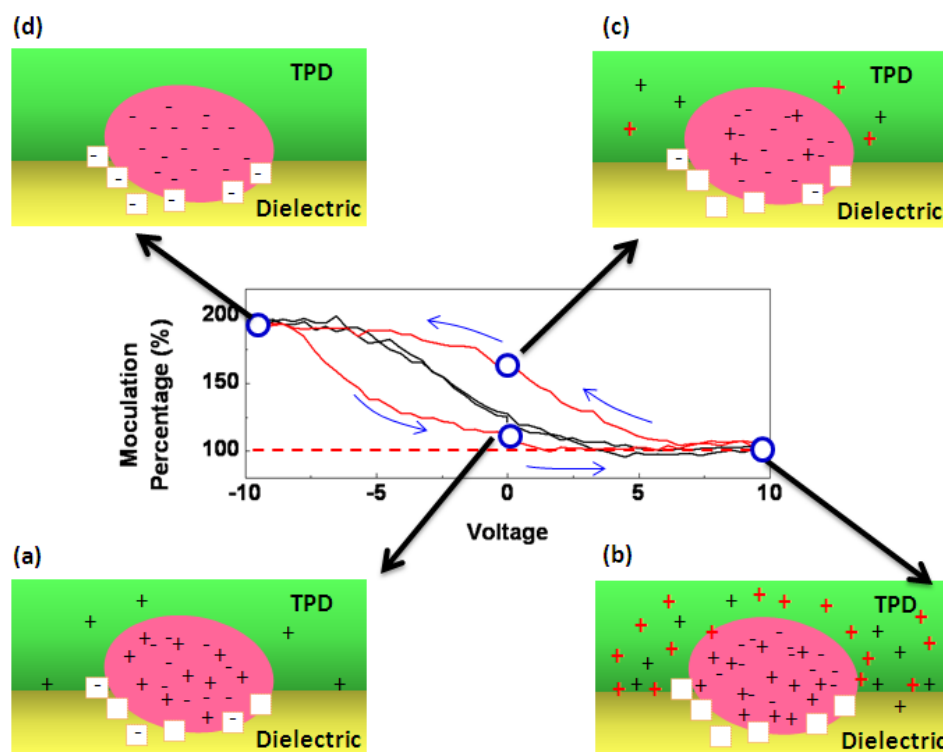 (d)
(c)
TPD
TPD
Dielectric
Dielectric
Moculation
Percentage (%)
200
150
100
-10
-5
0
5
10
Voltage
(a)
(b)
TPD
TPD
Dielectric
Dielectric